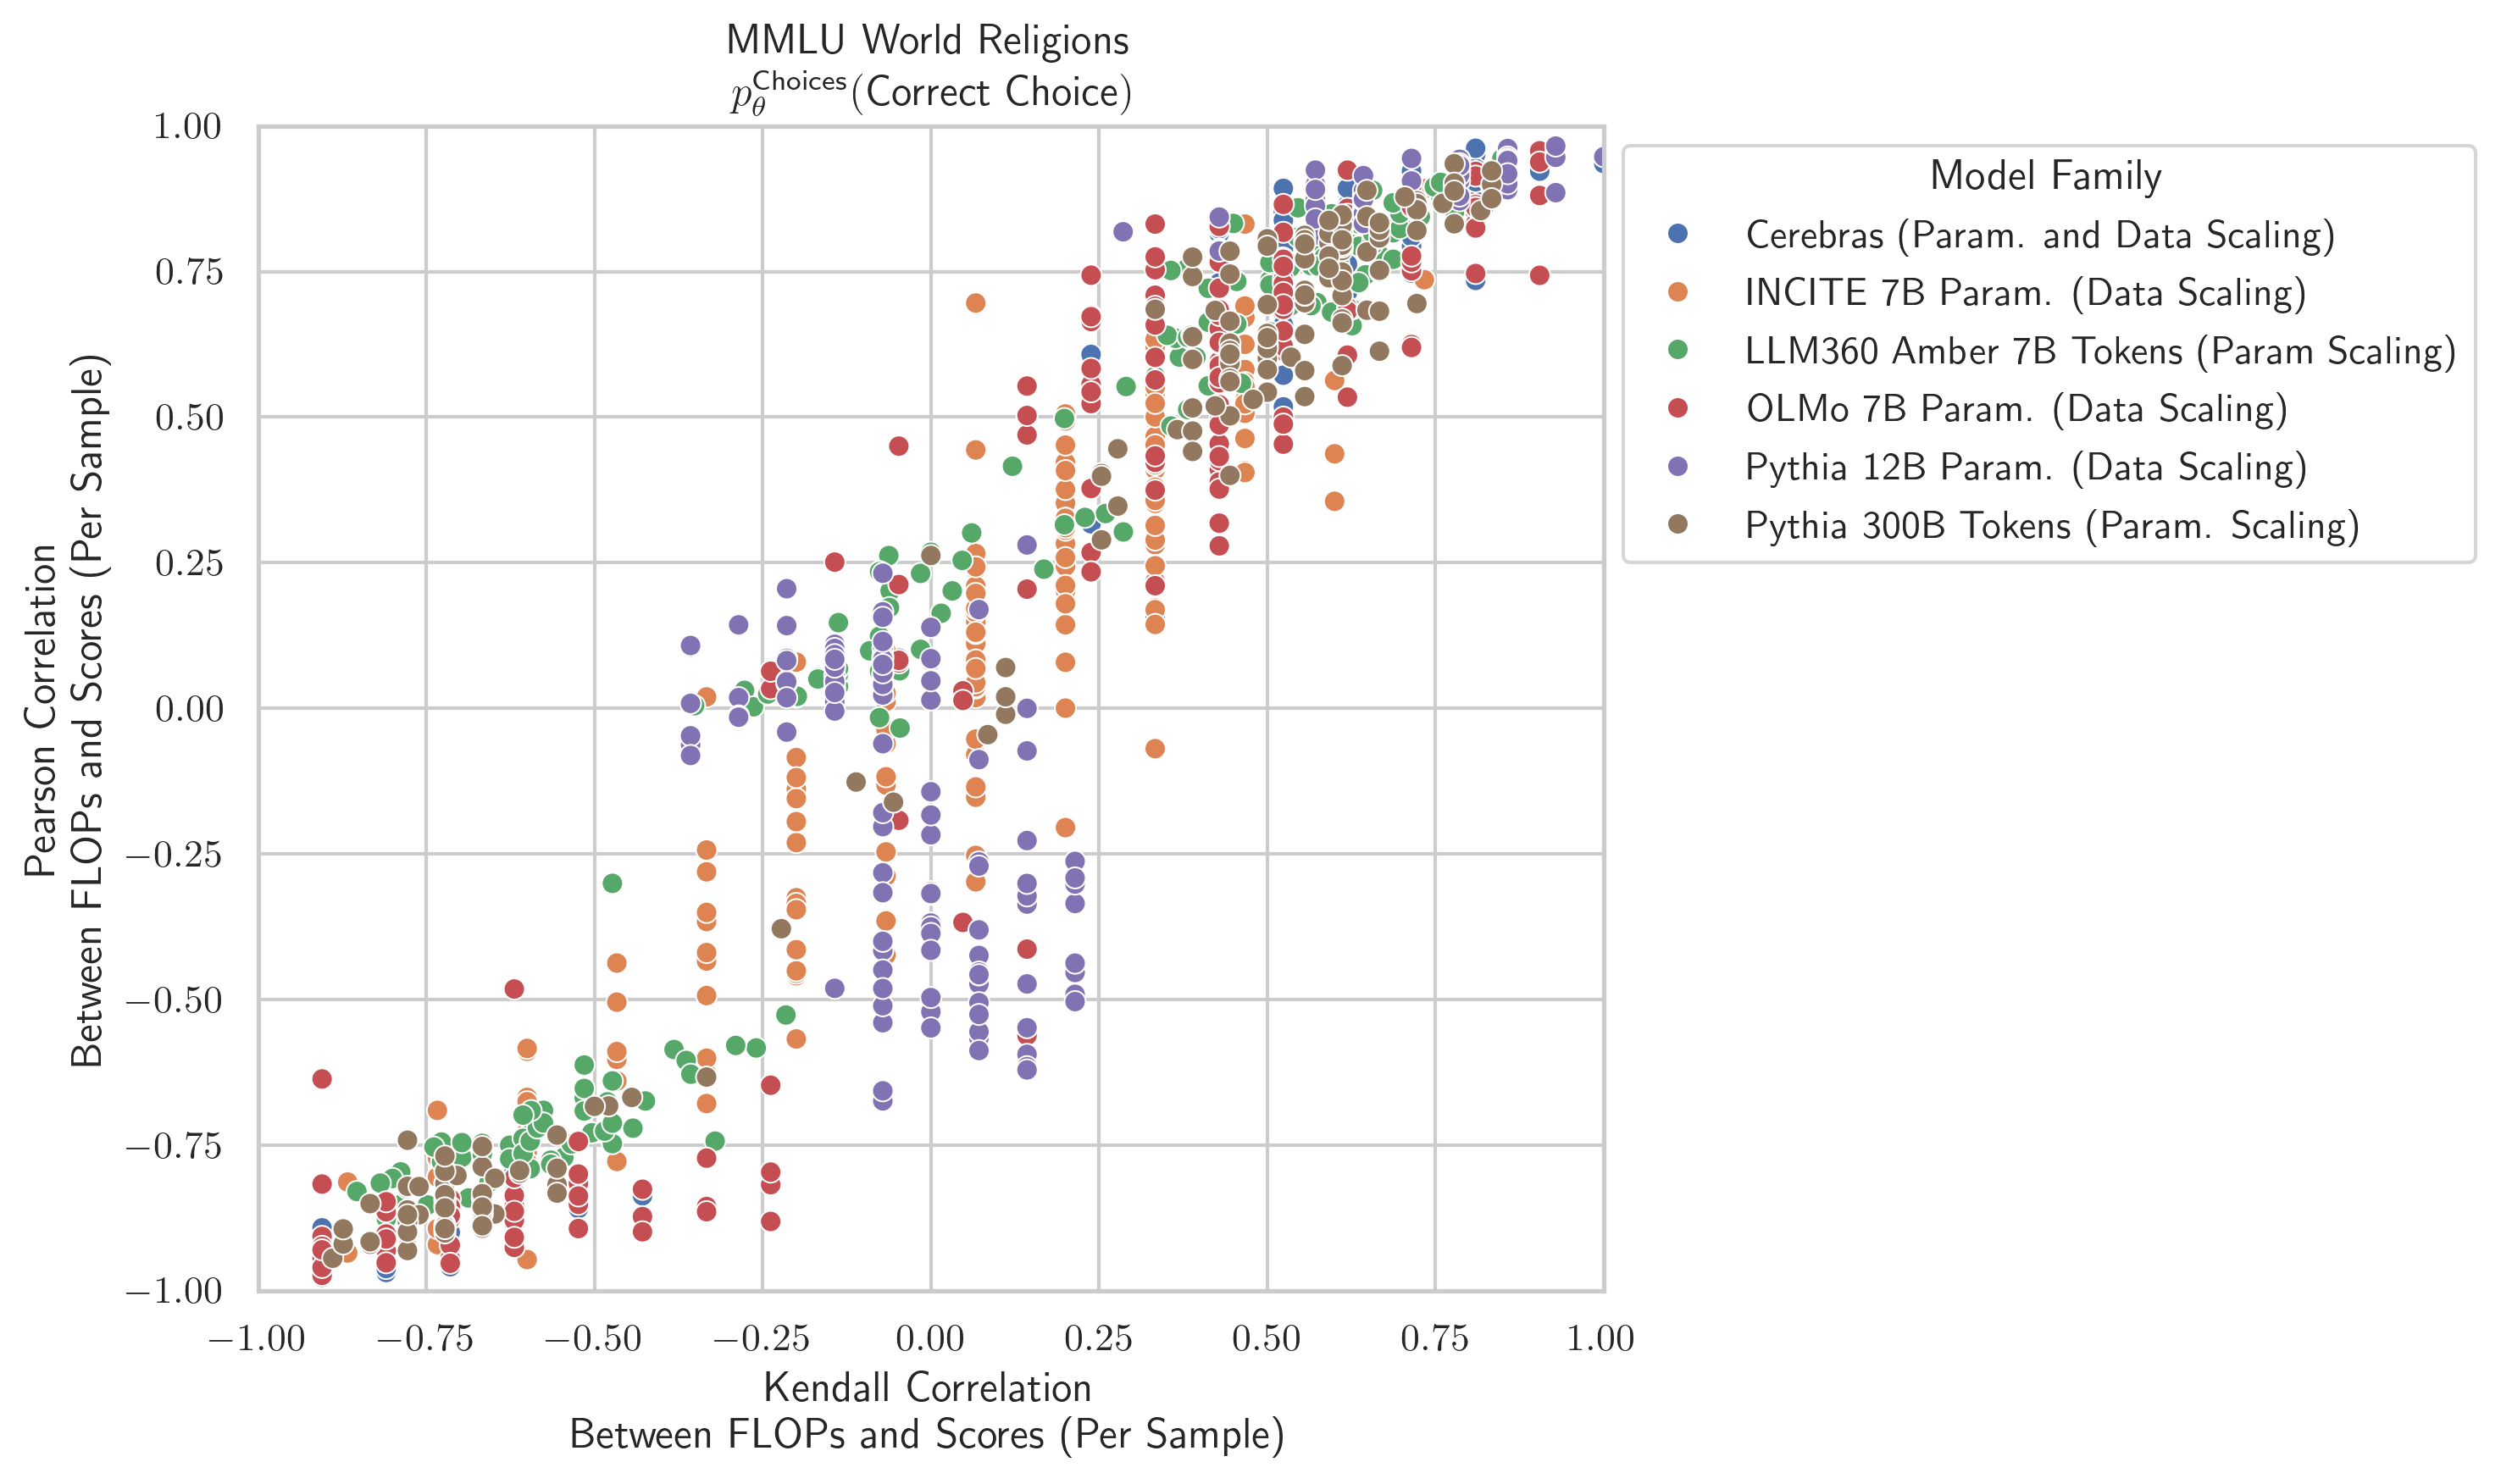 MMLU World Religions
p_θ^Choices(Correct Choice)
1.00
0.75
0.50
0.25
0.00
−0.25
−0.50
−0.75
−1.00
Pearson Correlation
Between FLOPs and Scores (Per Sample)
−1.00 −0.75 −0.50 −0.25 0.00 0.25 0.50 0.75 1.00
Kendall Correlation
Between FLOPs and Scores (Per Sample)
Model Family
Cerebras (Param. and Data Scaling)
INCITE 7B Param. (Data Scaling)
LLM360 Amber 7B Tokens (Param Scaling)
OLMo 7B Param. (Data Scaling)
Pythia 12B Param. (Data Scaling)
Pythia 300B Tokens (Param. Scaling)